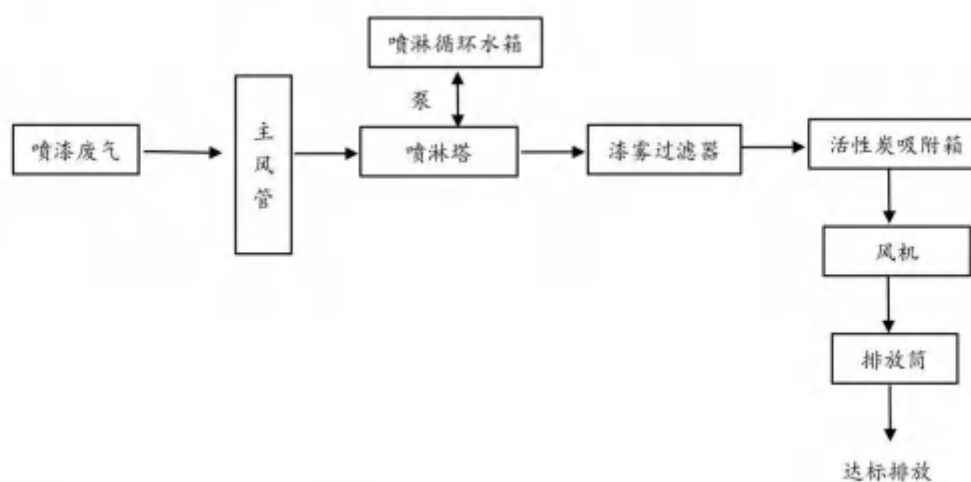 喷淋循环水箱
泵
喷漆废气
主风管
喷淋塔
漆雾过滤器
活性炭吸附箱
风机
排放筒
达标排放